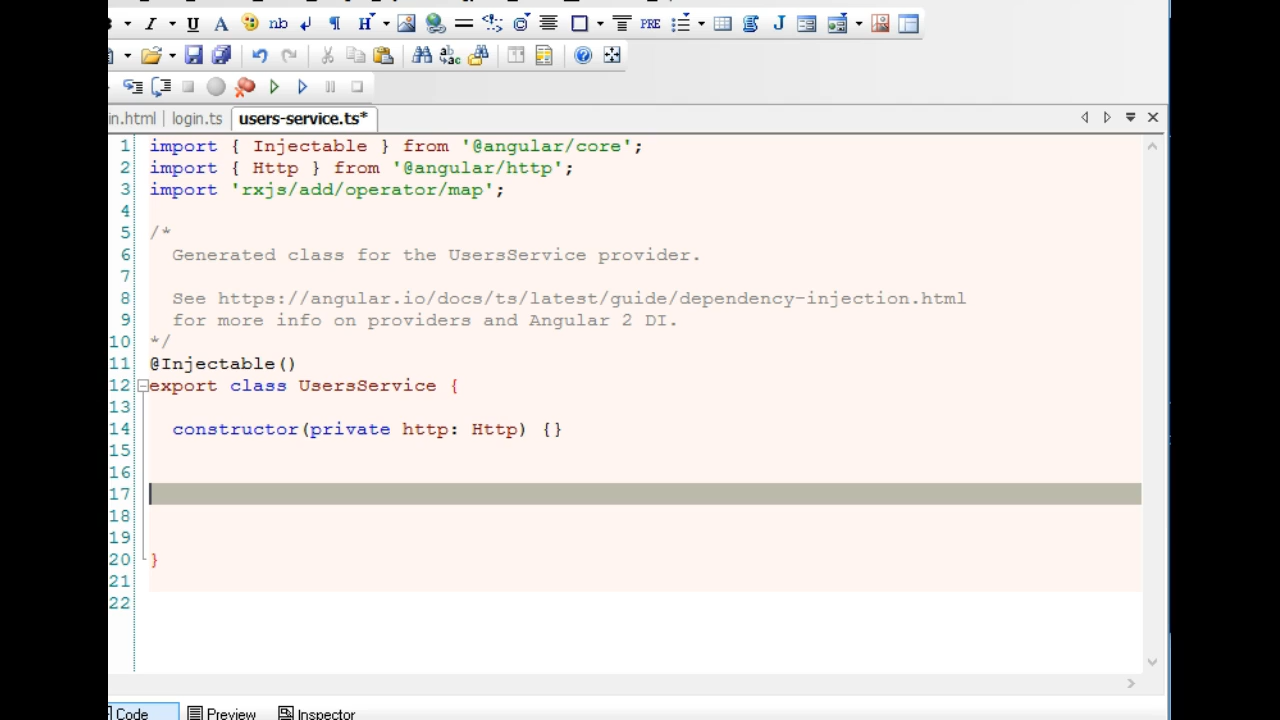 I U A nb H PRE J
n.html login.ts users-service.ts*
1 import { Injectable } from '@angular/core';
2 import { Http } from '@angular/http';
3 import 'rxjs/add/operator/map';
4
5 /*
6 Generated class for the UsersService provider.
7
8 See https://angular.io/docs/ts/latest/guide/dependency-injection.html
9 for more info on providers and Angular 2 DI.
10 */
11 @Injectable()
12 export class UsersService {
13
14 constructor(private http: Http) {}
15
16
17
18
19
20 }
21
22
Code Preview Inspector